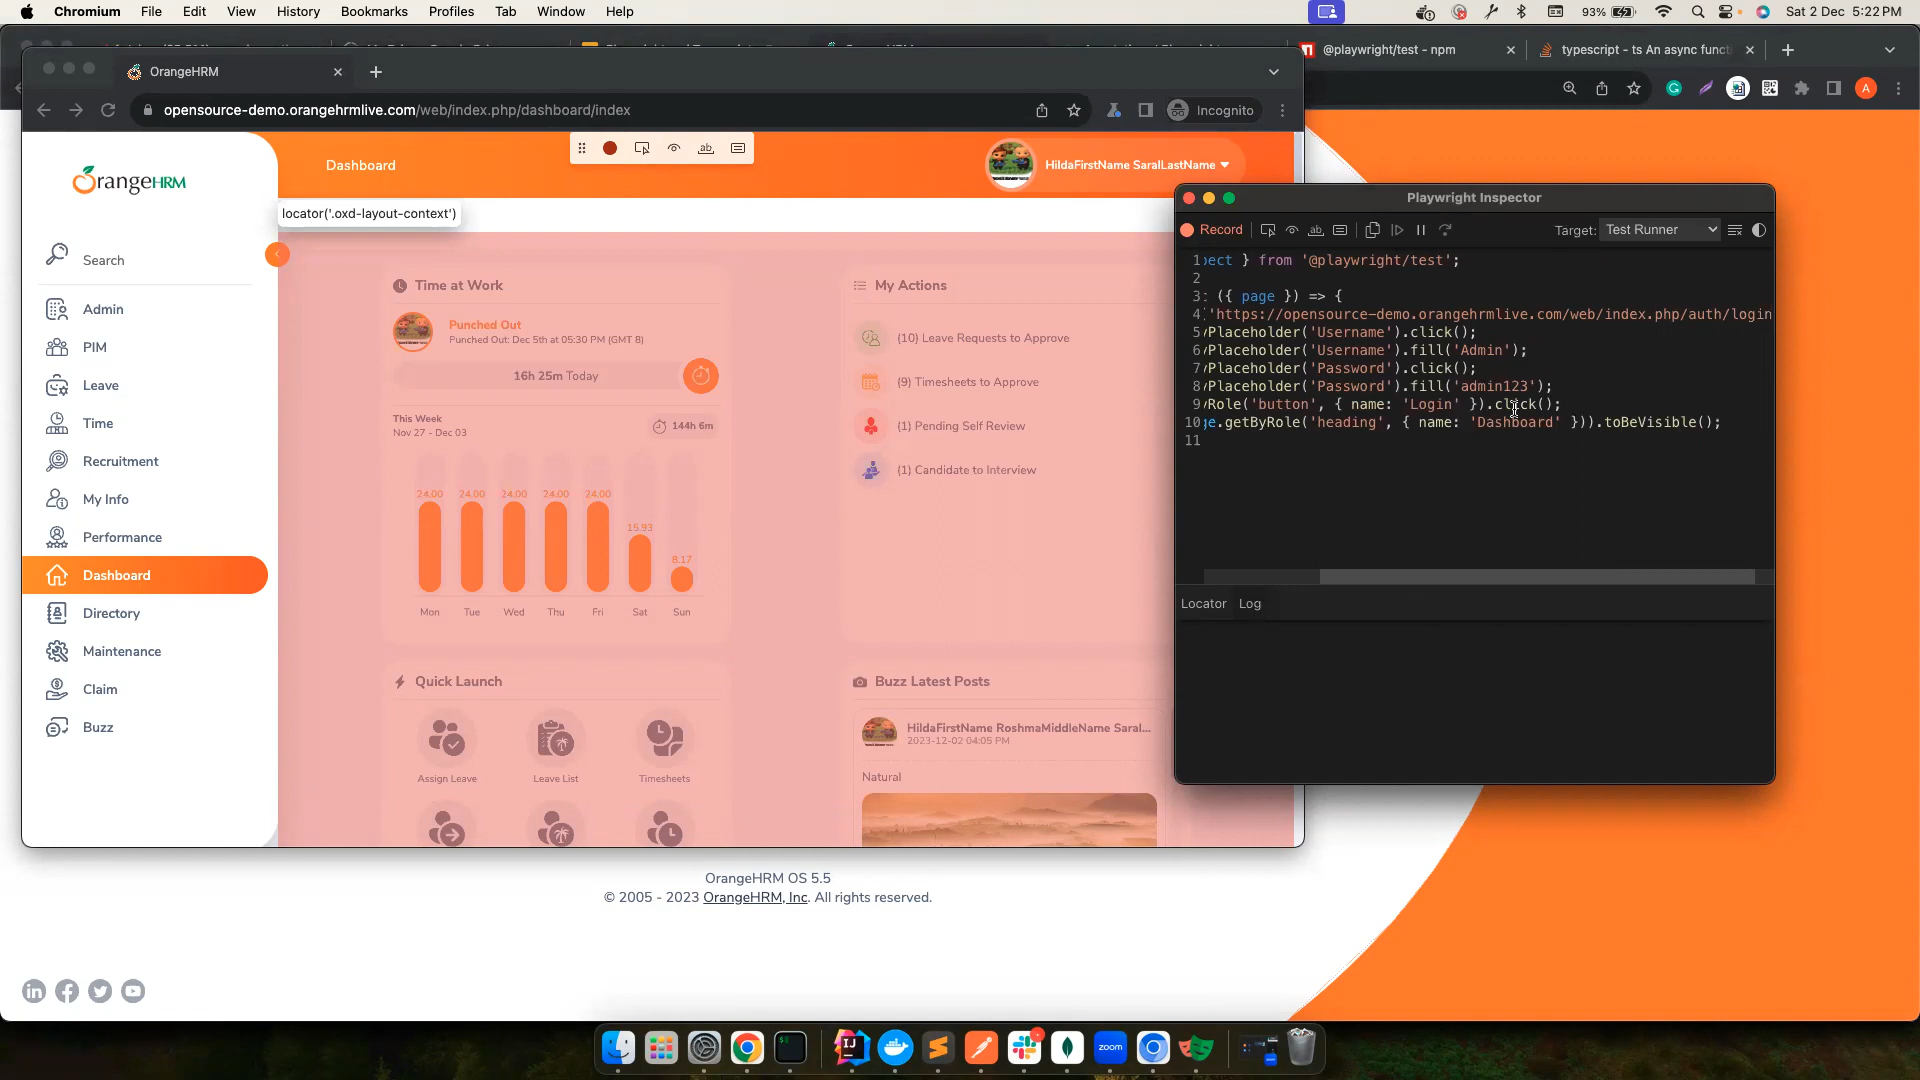 Chromium File Edit View History Bookmarks Profiles Tab Window Help
93% Sat 2 Dec 5:22 PM
@playwright/test - npm
typescript - ts An async funct
OrangeHRM
opensource-demo.orangehrmlive.com/web/index.php/dashboard/index
Incognito
A
OrangeHRM
Dashboard
ab
HildaFirstName SaralLastName
locator('.oxd-layout-context')
Search
Admin
PIM
Leave
Time
Recruitment
My Info
Performance
Dashboard
Directory
Maintenance
Claim
Buzz
Time at Work
Punched Out
Punched Out: Dec 5th at 05:30 PM (GMT 8)
16h 25m Today
This Week
Nov 27 - Dec 03
144h 6m
24.00 24.00 24.00 24.00 24.00 15.93 8.17
Mon Tue Wed Thu Fri Sat Sun
My Actions
(10) Leave Requests to Approve
(9) Timesheets to Approve
(1) Pending Self Review
(1) Candidate to Interview
Quick Launch
Assign Leave
Leave List
Timesheets
Buzz Latest Posts
HildaFirstName RoshmaMiddleName Saral...
2023-12-02 04:05 PM
Natural
Playwright Inspector
Record
ab
Target: Test Runner
1 ect } from '@playwright/test';
2
3 : ({ page }) => {
4 'https://opensource-demo.orangehrmlive.com/web/index.php/auth/login
5 Placeholder('Username').click();
6 Placeholder('Username').fill('Admin');
7 Placeholder('Password').click();
8 Placeholder('Password').fill('admin123');
9 Role('button', { name: 'Login' }).click();
10 e.getByRole('heading', { name: 'Dashboard' })).toBeVisible();
11
Locator Log
OrangeHRM OS 5.5
© 2005 - 2023 OrangeHRM, Inc. All rights reserved.
IJ
zoom